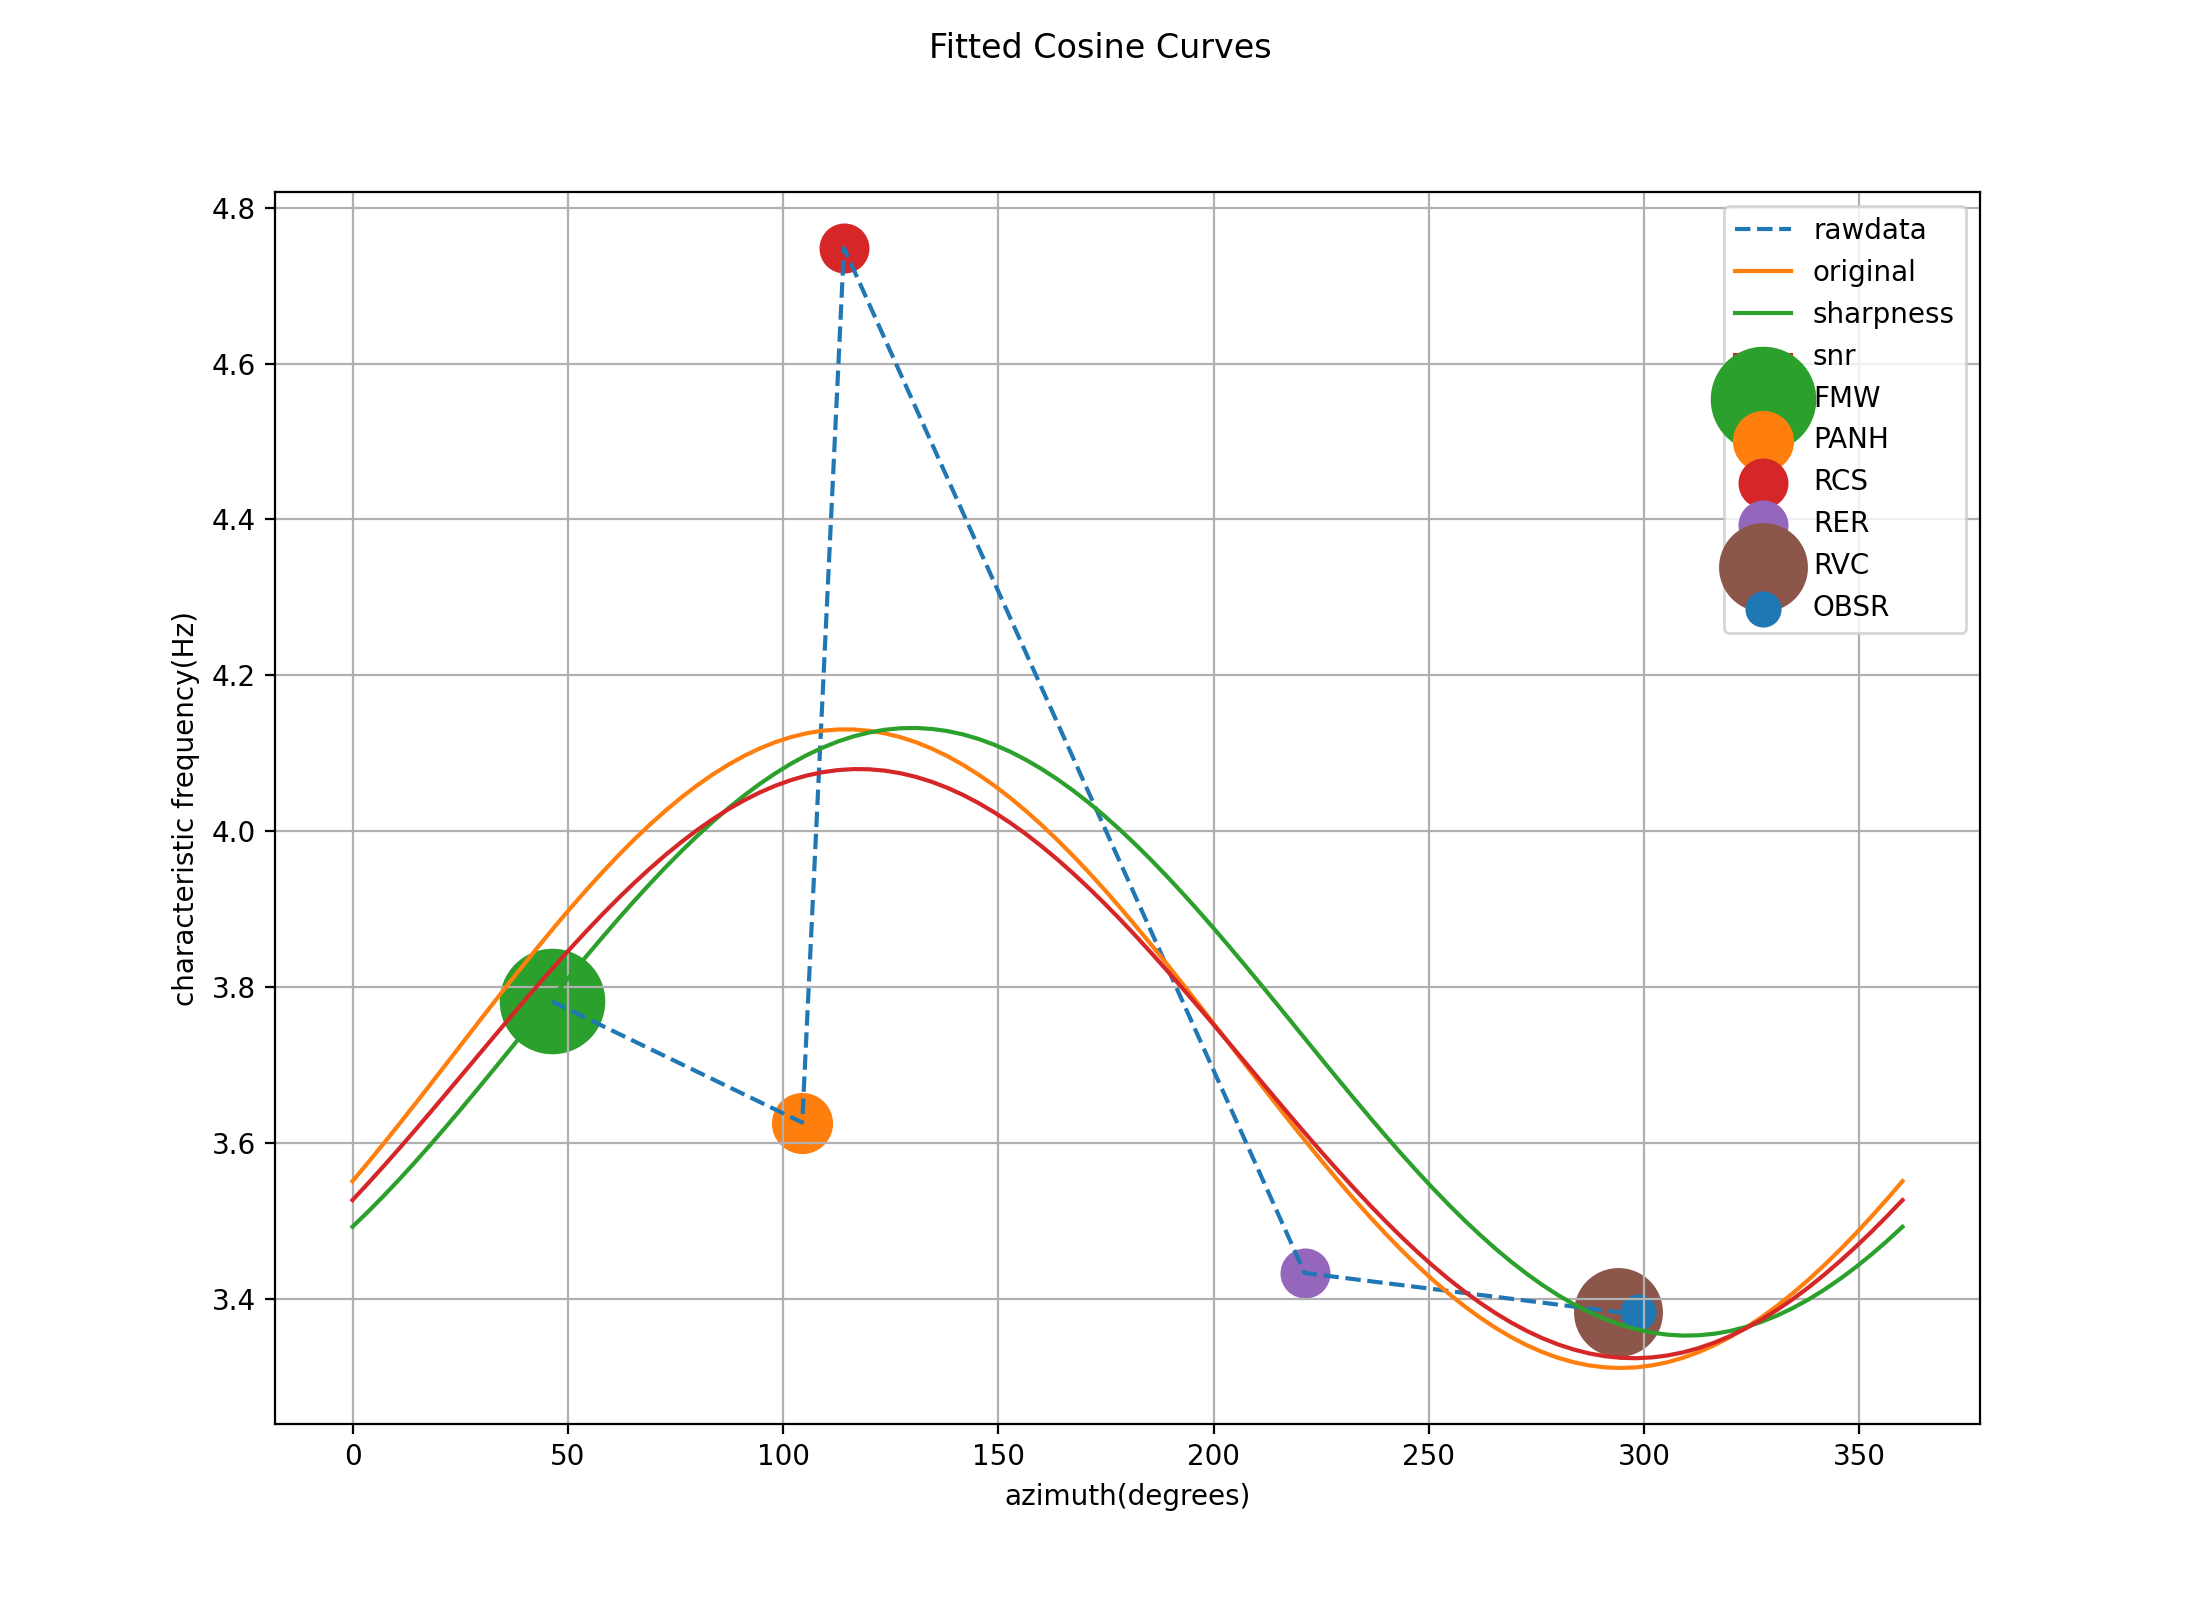 Fitted Cosine Curves
4.8
4.6
4.4
4.2
4.0
3.8
3.6
3.4
characteristic frequency(Hz)
rawdata
original
sharpness
snr
FMW
PANH
RCS
RER
RVC
OBSR
0 50 100 150 200 250 300 350
azimuth(degrees)